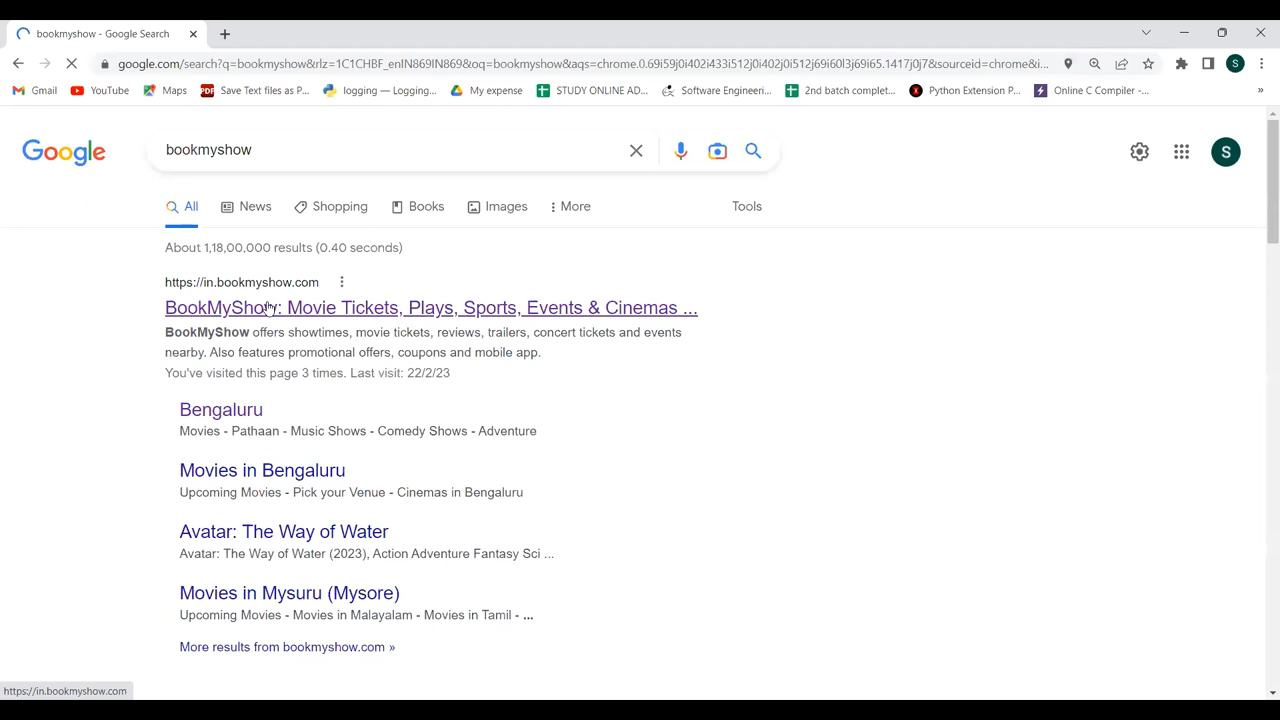 bookmyshow - Google Search
google.com/search?q=bookmyshow&rlz=1C1CHBF_enIN869IN869&oq=bookmyshow&aqs=chrome.0.69i59j0i402i433i512j0i402j0i512j69i60l3j69i65.1417j0j7&sourceid=chrome&i...
S
Gmail YouTube Maps Save Text files as P... logging — Logging... My expense STUDY ONLINE AD... Software Engineeri... 2nd batch complet... Python Extension P... Online C Compiler -... »
Google bookmyshow S
All News Shopping Books Images More Tools
About 1,18,00,000 results (0.40 seconds)
https://in.bookmyshow.com
BookMyShow: Movie Tickets, Plays, Sports, Events & Cinemas ...
BookMyShow offers showtimes, movie tickets, reviews, trailers, concert tickets and events
nearby. Also features promotional offers, coupons and mobile app.
You've visited this page 3 times. Last visit: 22/2/23
Bengaluru
Movies - Pathaan - Music Shows - Comedy Shows - Adventure
Movies in Bengaluru
Upcoming Movies - Pick your Venue - Cinemas in Bengaluru
Avatar: The Way of Water
Avatar: The Way of Water (2023), Action Adventure Fantasy Sci ...
Movies in Mysuru (Mysore)
Upcoming Movies - Movies in Malayalam - Movies in Tamil - ...
More results from bookmyshow.com »
https://in.bookmyshow.com